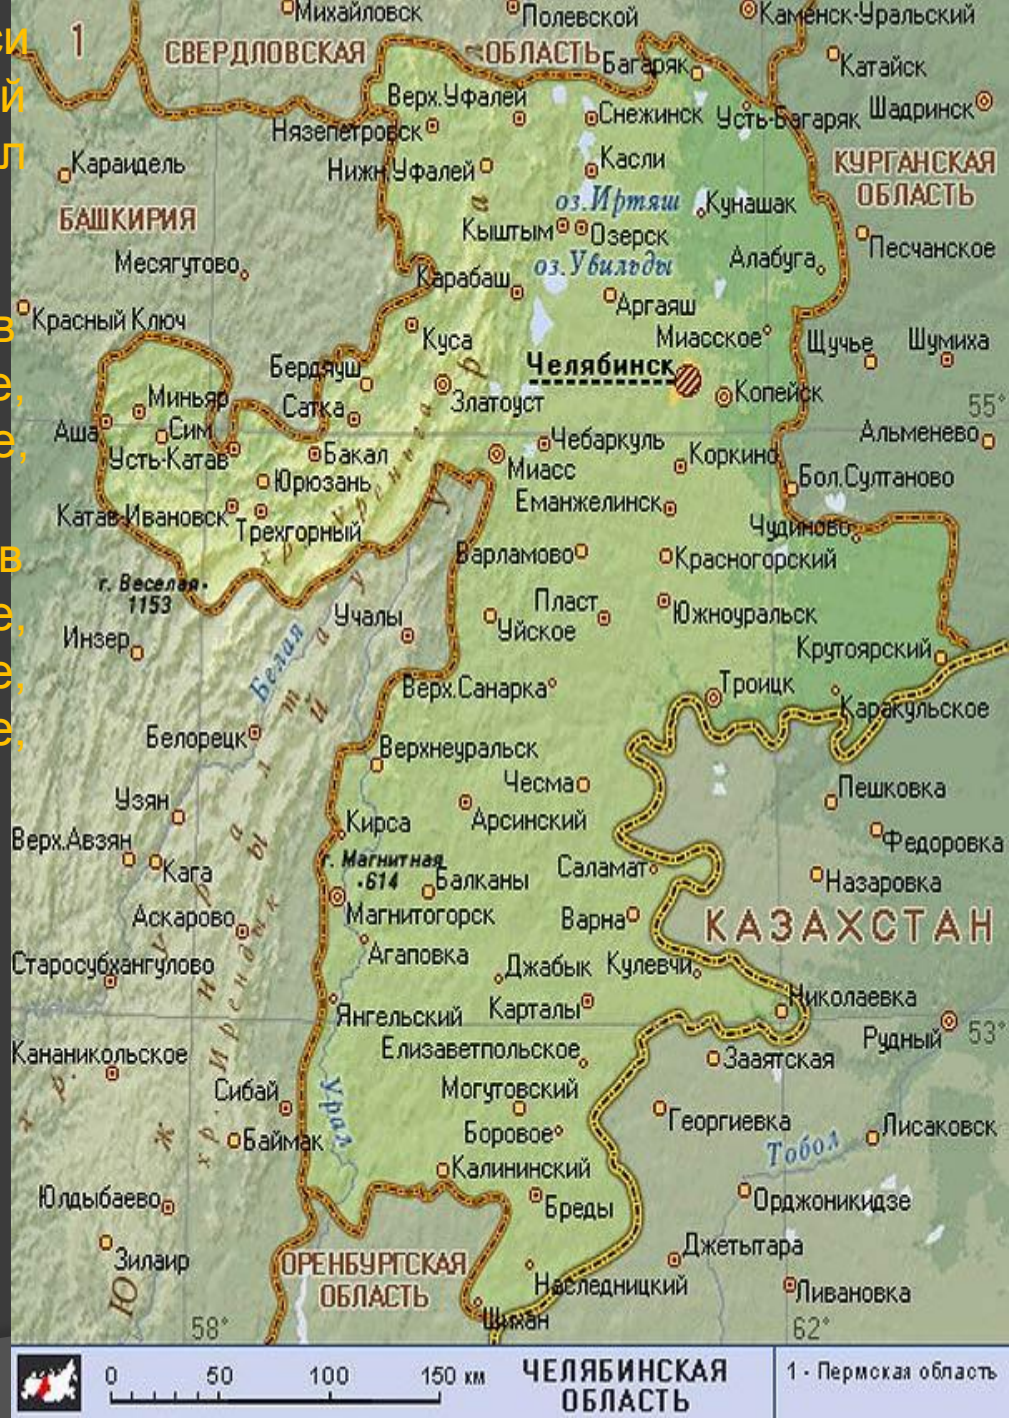 си
й
л
в
е,
е,
в
е,
е,
е,
Михайловск
Полевской
Каменск-Уральский
1
СВЕРДЛОВСКАЯ ОБЛАСТЬ
Багаряк
Катайск
Верх.Уфалей
Снежинск
Усть-Багаряк
Шадринск
Нязепетровск
Караидель
Нижн.Уфалей
Касли
КУРГАНСКАЯ
ОБЛАСТЬ
БАШКИРИЯ
оз.Иртяш
Кунашак
Кыштым
Озерск
Песчанское
Месягутово
Карабаш
оз.Увильды
Алабуга
Красный Ключ
Аргаяш
Куса
Миасское
Щучье
Шумиха
Бердяуш
Челябинск
Миньяр
Сатка
Златоуст
Копейск
55°
Аша
Сим
Чебаркуль
Альменево
Усть-Катав
Бакал
Миасс
Коркино
Юрюзань
Бол.Султаново
Еманжелинск
Катав-Ивановск
Трехгорный
хр. Уреньга
Чудиново
Варламово
Красногорский
г. Веселая
1153
Учалы
Пласт
Южноуральск
Уйское
Инзер
Белая
Крутоярский
Верх.Санарка
Троицк
Каракульское
Белорецк
Верхнеуральск
Чесма
Пешковка
Узян
Арсинский
Кирса
Верх.Авзян
Федоровка
г. Магнитная
614
Кага
Балканы
Саламат
Назаровка
Аскарово
Магнитогорск
Варна
КАЗАХСТАН
Агаповка
Старосубхангулово
Джабык
Кулевчи
Николаевка
Янгельский
Карталы
Рудный
53°
Кананикольское
Елизаветпольское
Зааятская
хр. Ирендык
Сибай
Могутовский
Урал
Георгиевка
Баймак
Боровое
Тобол
Лисаковск
Калининский
Юлдыбаево
Бреды
Орджоникидзе
Зилаир
Джетыгара
ОРЕНБУРГСКАЯ
ОБЛАСТЬ
Наследницкий
Ливановка
Шихан
Ю ж н ы й У р а л
58°
62°
0 50 100 150 км
ЧЕЛЯБИНСКАЯ
ОБЛАСТЬ
1 - Пермская область